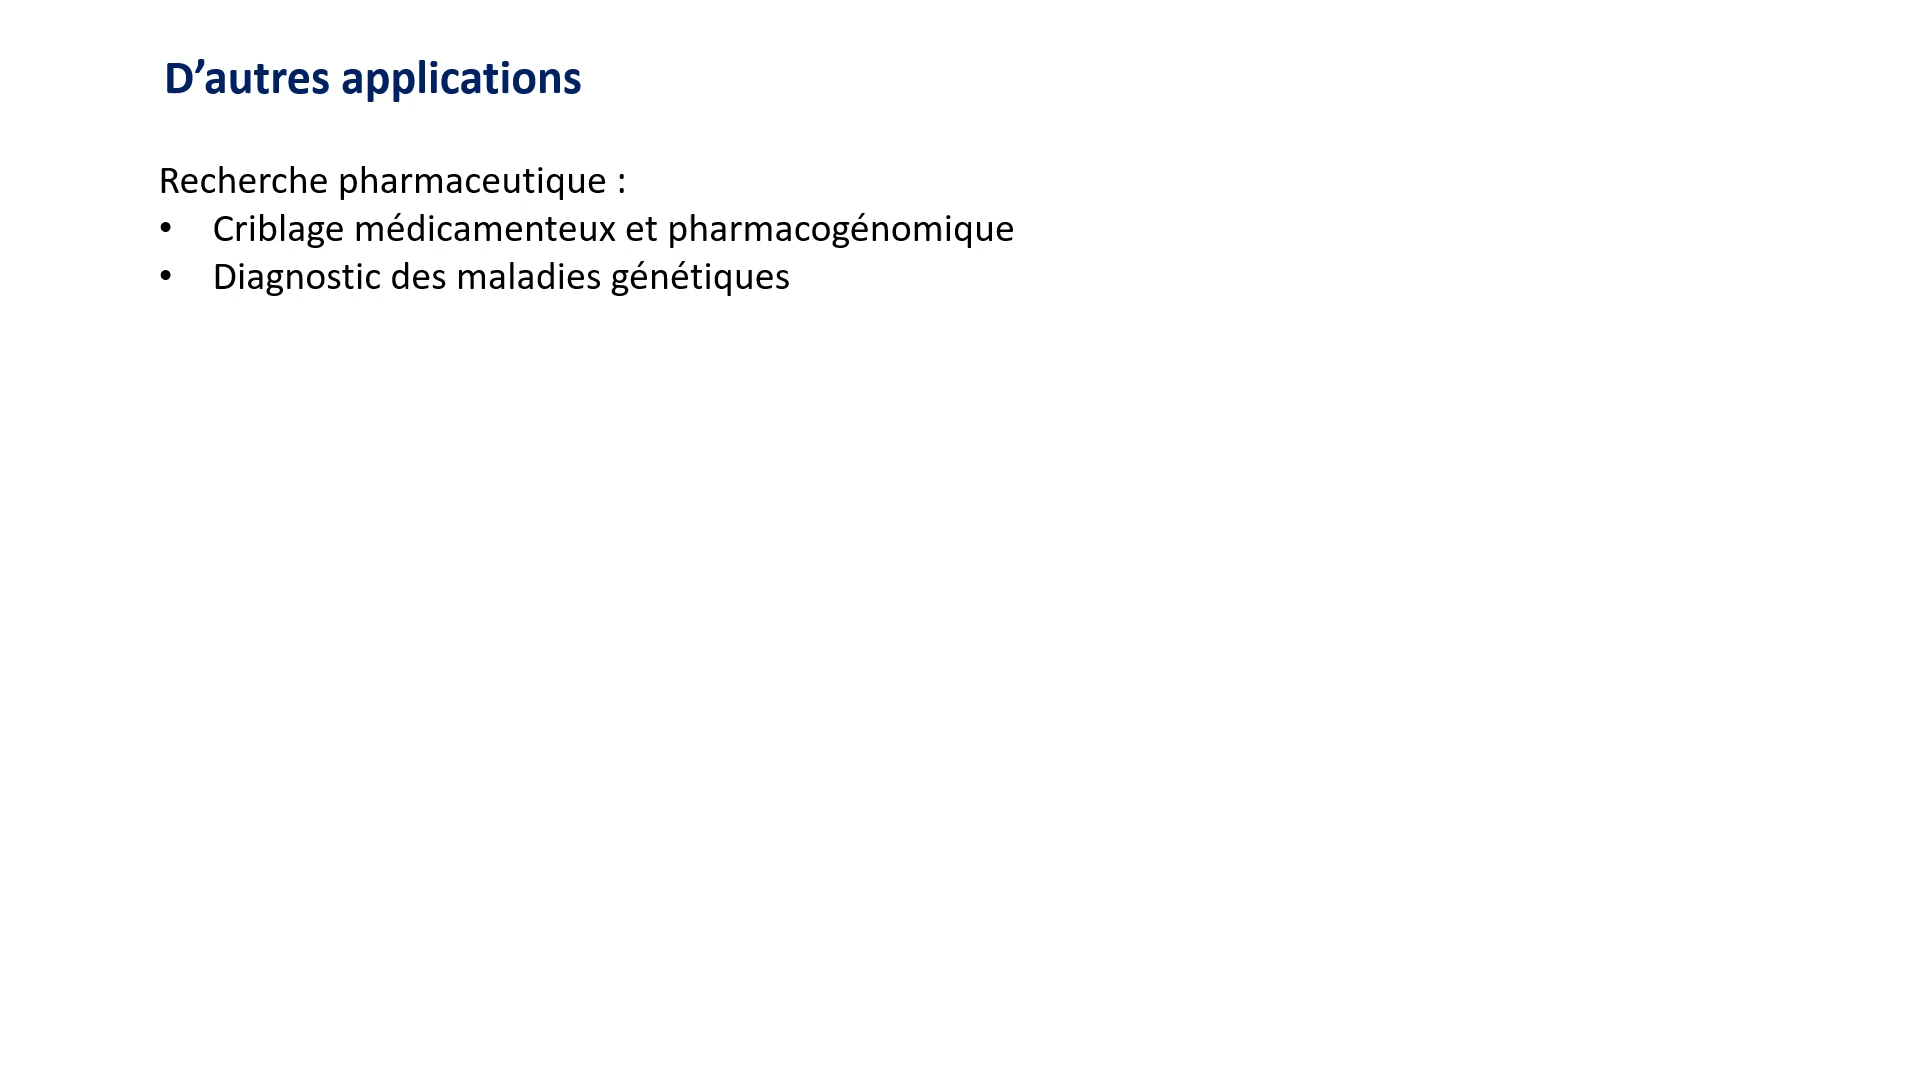 D’autres applications
Recherche pharmaceutique :
• Criblage médicamenteux et pharmacogénomique
• Diagnostic des maladies génétiques